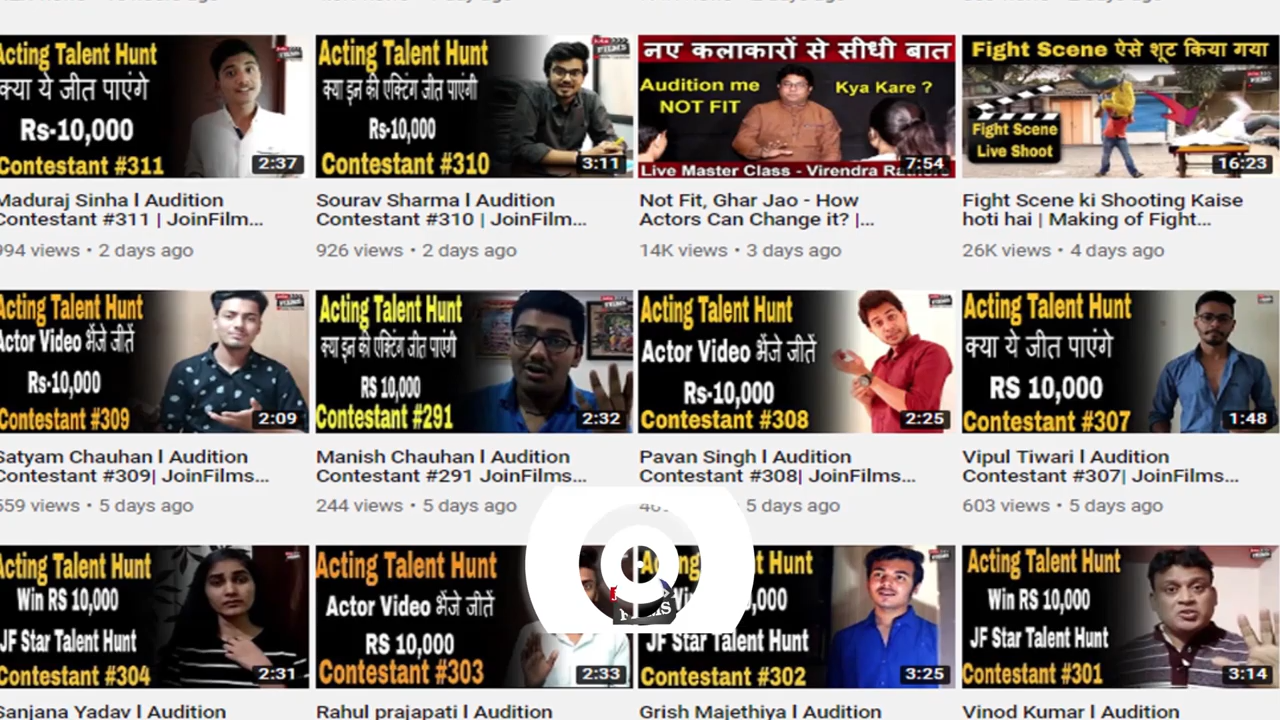 Acting Talent Hunt
क्या ये जीत पाएंगे
Rs-10,000
Contestant #311
2:37
Acting Talent Hunt
क्या इन की एक्टिंग जीत पाएंगी
Rs-10,000
Contestant #310
3:11
नए कलाकारों से सीधी बात
Audition me
NOT FIT
Kya Kare ?
7:54
Live Master Class - Virendra
Fight Scene ऐसे शूट किया गया
Fight Scene
Live Shoot
16:23
Maduraj Sinha l Audition
Contestant #311 | JoinFilm...
994 views • 2 days ago
Sourav Sharma l Audition
Contestant #310 | JoinFilm...
926 views • 2 days ago
Not Fit, Ghar Jao - How
Actors Can Change it? |...
14K views • 3 days ago
Fight Scene ki Shooting Kaise
hoti hai | Making of Fight...
26K views • 4 days ago
Acting Talent Hunt
Actor Video भेंजे जीतें
Rs-10,000
Contestant #309
2:09
Acting Talent Hunt
क्या इन की एक्टिंग जीत पाएंगी
RS 10,000
Contestant #291
2:32
Acting Talent Hunt
Actor Video भेंजे जीतें
Rs-10,000
Contestant #308
2:25
Acting Talent Hunt
क्या ये जीत पाएंगे
RS 10,000
Contestant #307
1:48
Satyam Chauhan l Audition
Contestant #309| JoinFilms...
559 views • 5 days ago
Manish Chauhan l Audition
Contestant #291 JoinFilms...
244 views • 5 days ago
Pavan Singh l Audition
Contestant #308| JoinFilms...
5 days ago
Vipul Tiwari l Audition
Contestant #307| JoinFilms...
603 views • 5 days ago
Acting Talent Hunt
Win RS 10,000
JF Star Talent Hunt
Contestant #304
2:31
Acting Talent Hunt
Actor Video भेंजे जीतें
RS 10,000
Contestant #303
2:33
Talent Hunt
JF Star Talent Hunt
Contestant #302
3:25
Acting Talent Hunt
Win RS 10,000
JF Star Talent Hunt
Contestant #301
3:14
Sanjana Yadav l Audition
Rahul prajapati l Audition
Grish Majethiya l Audition
Vinod Kumar l Audition